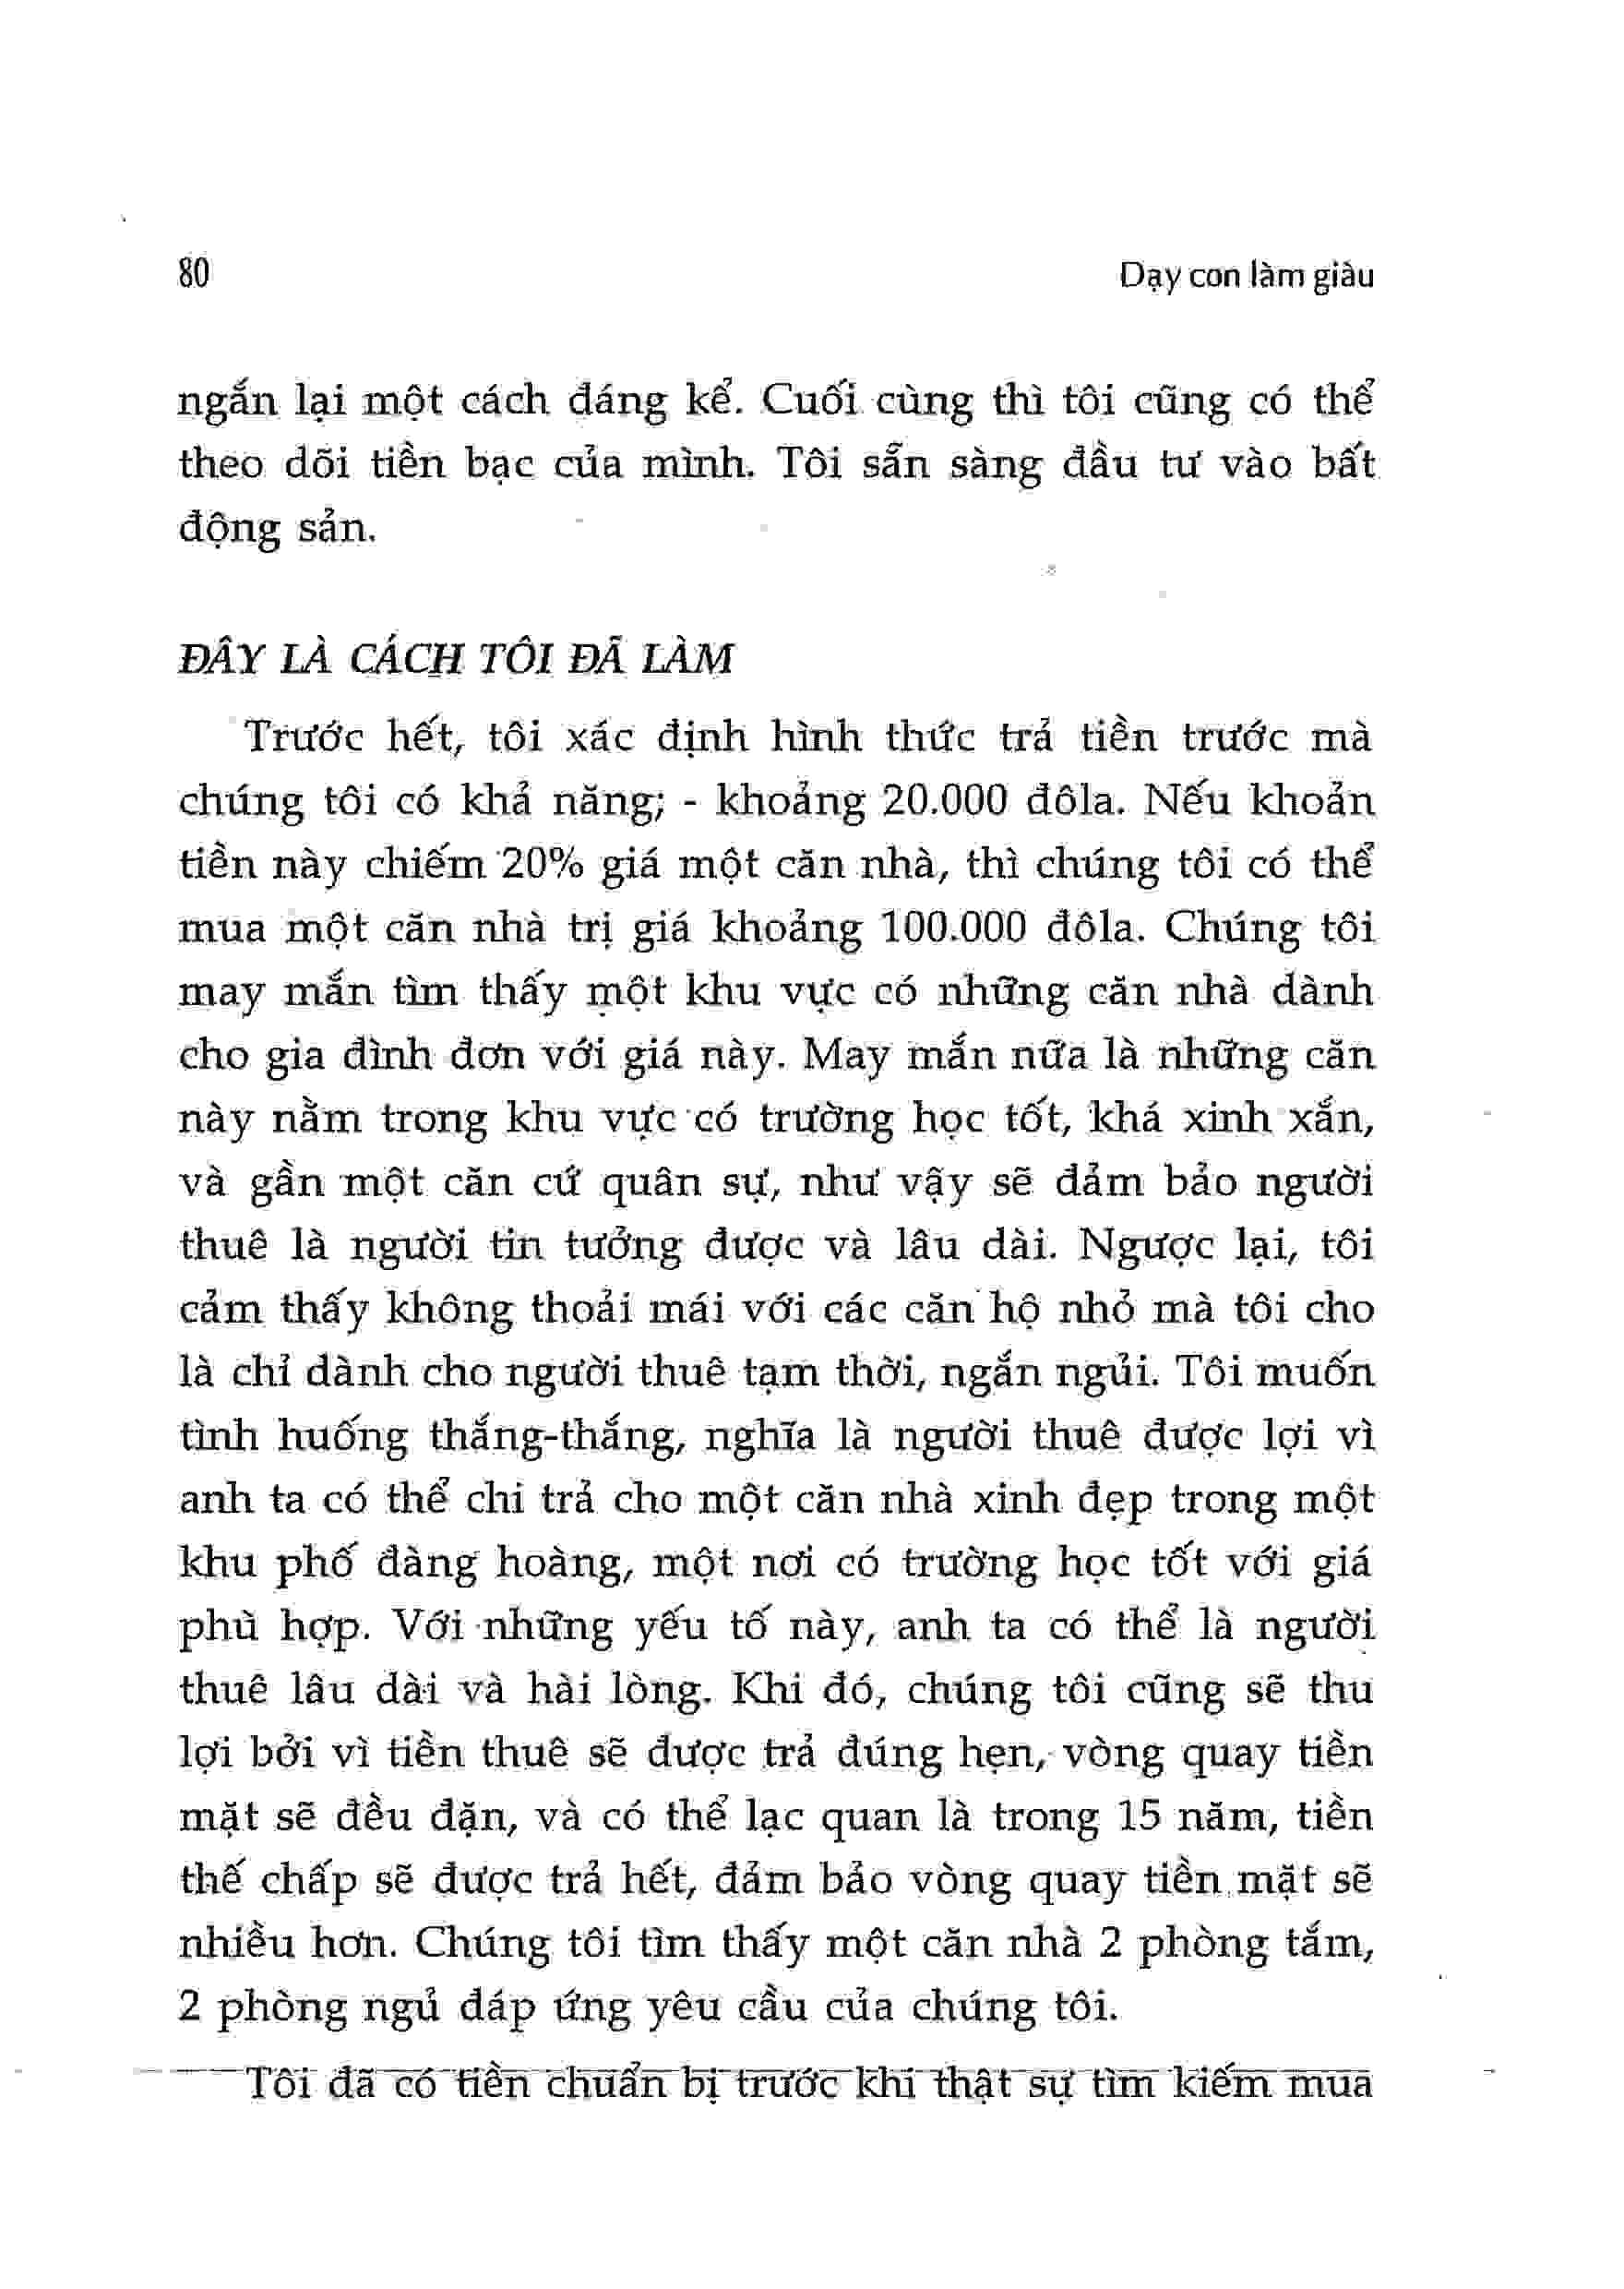 80
Dạy con làm giàu
ngắn lại một cách đáng kể. Cuối cùng thì tôi cũng có thể
theo dõi tiền bạc của mình. Tôi sẵn sàng đầu tư vào bất
động sản.
ĐÂY LÀ CÁCH TÔI ĐÃ LÀM
Trước hết, tôi xác định hình thức trả tiền trước mà
chúng tôi có khả năng; - khoảng 20.000 đôla. Nếu khoản
tiền này chiếm 20% giá một căn nhà, thì chúng tôi có thể
mua một căn nhà trị giá khoảng 100.000 đôla. Chúng tôi
may mắn tìm thấy một khu vực có những căn nhà dành
cho gia đình đơn với giá này. May mắn nữa là những căn
này nằm trong khu vực có trường học tốt, khá xinh xắn,
và gần một căn cứ quân sự, như vậy sẽ đảm bảo người
thuê là người tin tưởng được và lâu dài. Ngược lại, tôi
cảm thấy không thoải mái với các căn hộ nhỏ mà tôi cho
là chỉ dành cho người thuê tạm thời, ngắn ngủi. Tôi muốn
tình huống thắng-thắng, nghĩa là người thuê được lợi vì
anh ta có thể chi trả cho một căn nhà xinh đẹp trong một
khu phố đàng hoàng, một nơi có trường học tốt với giá
phù hợp. Với những yếu tố này, anh ta có thể là người
thuê lâu dài và hài lòng. Khi đó, chúng tôi cũng sẽ thu
lợi bởi vì tiền thuê sẽ được trả đúng hẹn, vòng quay tiền
mặt sẽ đều đặn, và có thể lạc quan là trong 15 năm, tiền
thế chấp sẽ được trả hết, đảm bảo vòng quay tiền mặt sẽ
nhiều hơn. Chúng tôi tìm thấy một căn nhà 2 phòng tắm,
2 phòng ngủ đáp ứng yêu cầu của chúng tôi.
Tôi đã có tiền chuẩn bị trước khi thật sự tìm kiếm mua